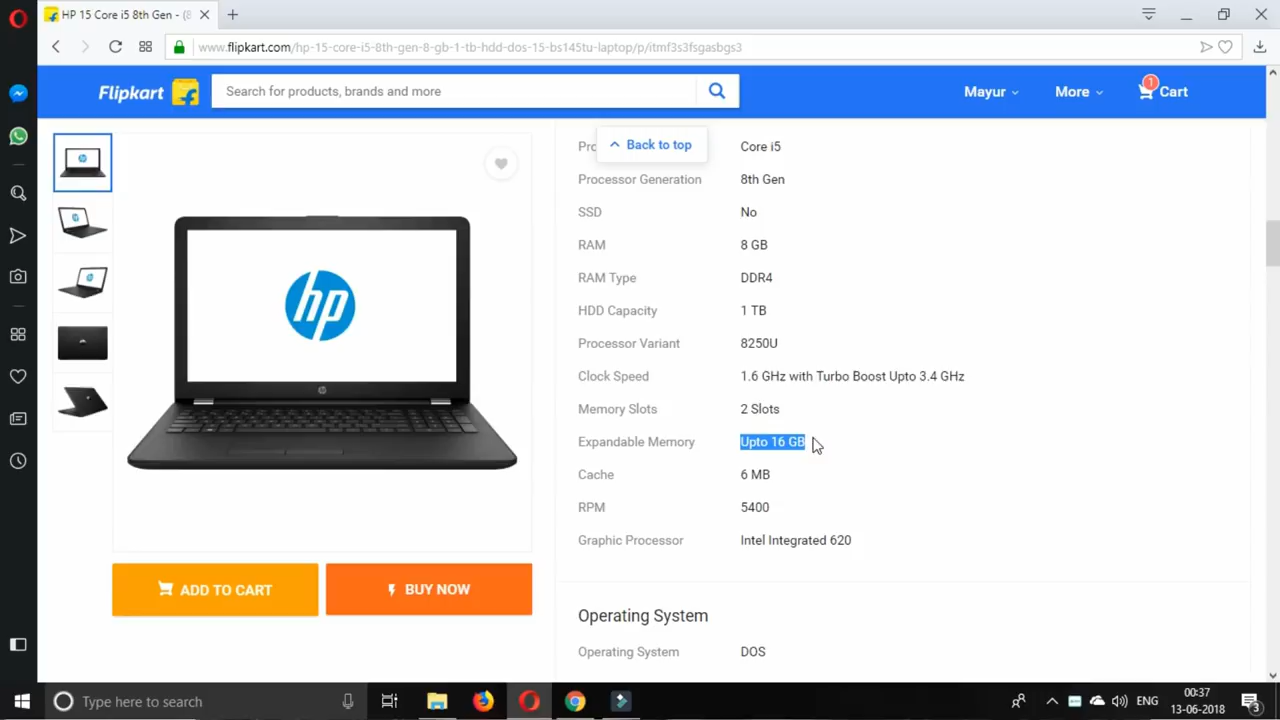 HP 15 Core i5 8th Gen - (8
www.flipkart.com/hp-15-core-i5-8th-gen-8-gb-1-tb-hdd-dos-15-bs145tu-laptop/p/itmf3s3fsgasbgs3
Flipkart
Search for products, brands and more
Mayur
More
1
Cart
Back to top
Pro
Core i5
Processor Generation 8th Gen
SSD No
RAM 8 GB
RAM Type DDR4
HDD Capacity 1 TB
Processor Variant 8250U
Clock Speed 1.6 GHz with Turbo Boost Upto 3.4 GHz
Memory Slots 2 Slots
Expandable Memory Upto 16 GB
Cache 6 MB
RPM 5400
Graphic Processor Intel Integrated 620
hp
ADD TO CART
BUY NOW
Operating System
Operating System DOS
Type here to search
ENG
00:37
13-06-2018
3